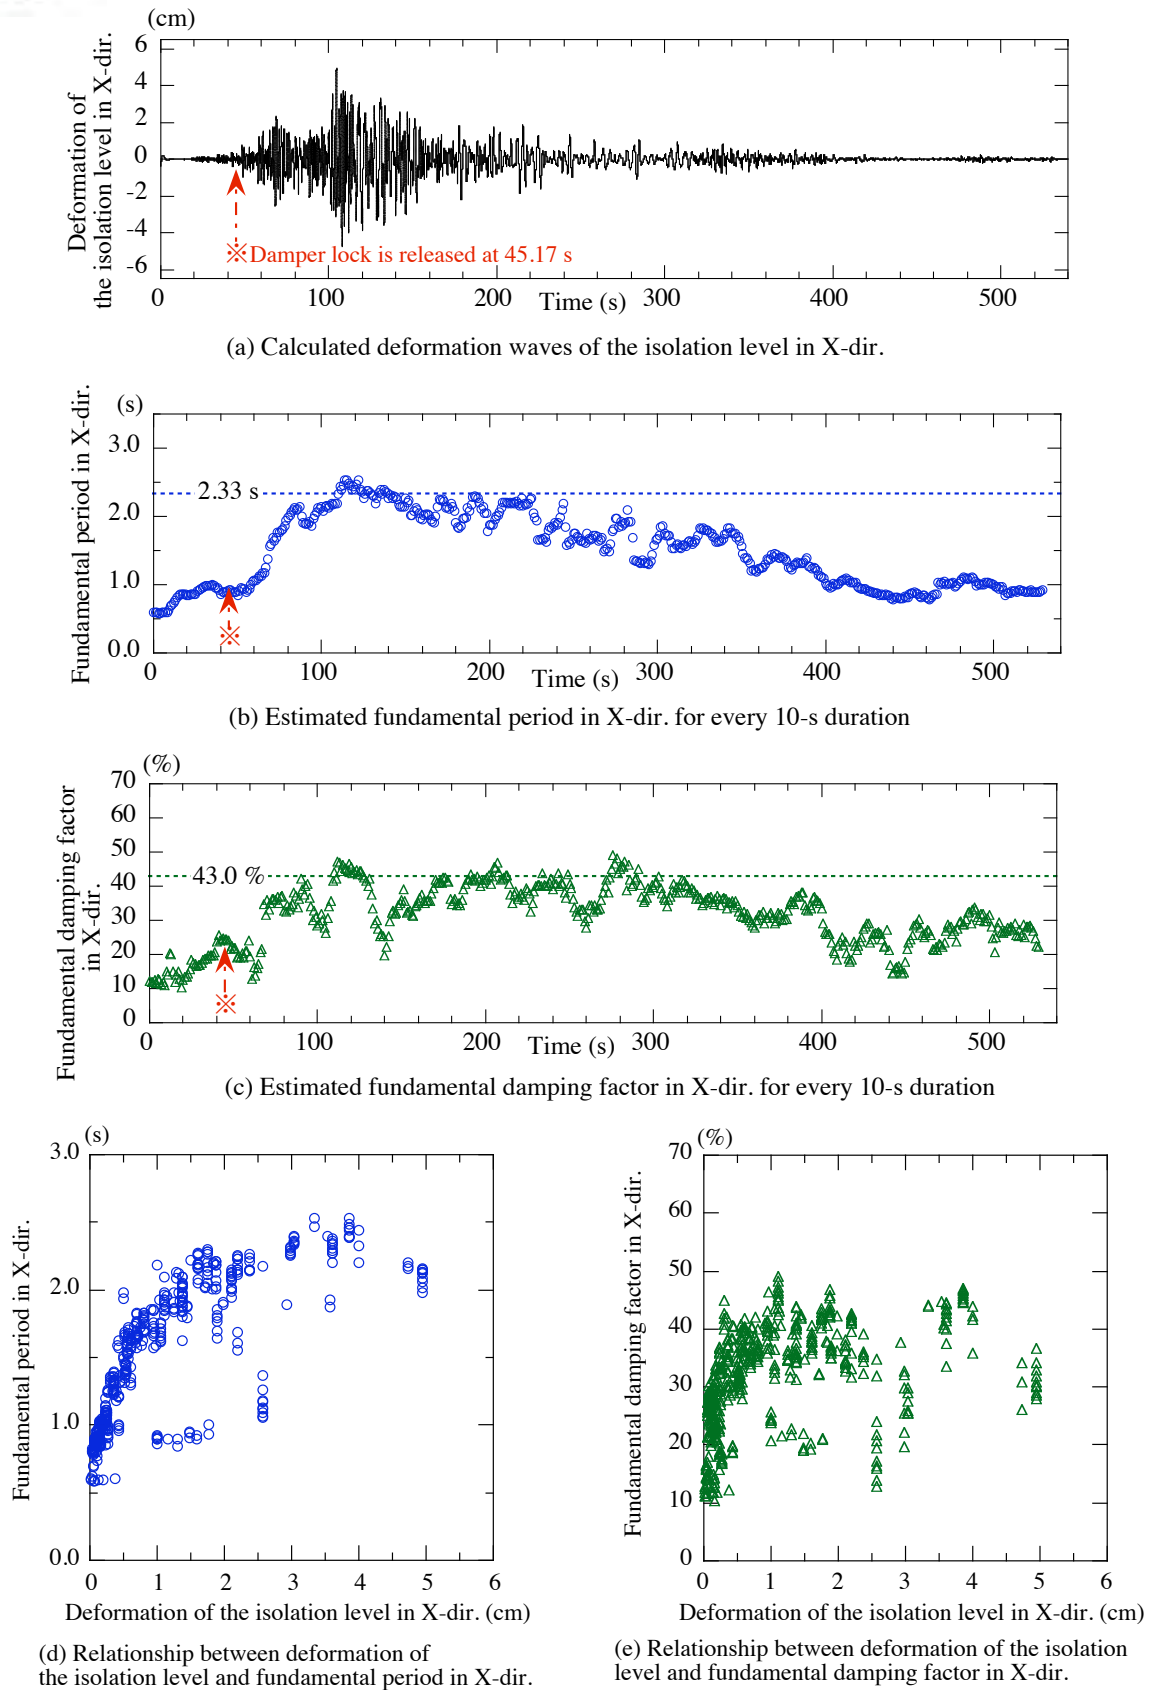 (cm)
Deformation of
the isolation level in X-dir.
6
4
2
0
-2
-4
-6
※Damper lock is released at 45.17 s
0 100 200 300 400 500
Time (s)
(a) Calculated deformation waves of the isolation level in X-dir.
(s)
Fundamental period in X-dir.
3.0
2.33 s
2.0
1.0
※
0.0
0 100 200 300 400 500
Time (s)
(b) Estimated fundamental period in X-dir. for every 10-s duration
(%)
Fundamental damping factor
in X-dir.
70
60
50
43.0 %
40
30
20
10
※
0
0 100 200 300 400 500
Time (s)
(c) Estimated fundamental damping factor in X-dir. for every 10-s duration
(s)
Fundamental period in X-dir.
3.0
2.0
1.0
0.0
0 1 2 3 4 5 6
Deformation of the isolation level in X-dir. (cm)
(d) Relationship between deformation of
the isolation level and fundamental period in X-dir.
(%)
Fundamental damping factor in X-dir.
70
60
50
40
30
20
10
0
0 1 2 3 4 5 6
Deformation of the isolation level in X-dir. (cm)
(e) Relationship between deformation of the isolation
level and fundamental damping factor in X-dir.